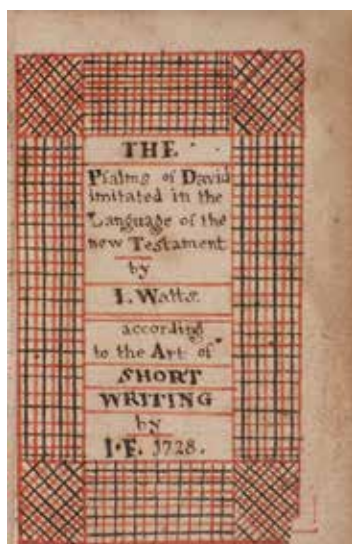 THE
Psalms of David
imitated in the
Language of the
new Testament
by
I. Watts.
according
to the Art of
SHORT
WRITING
by
I·F. 1728.